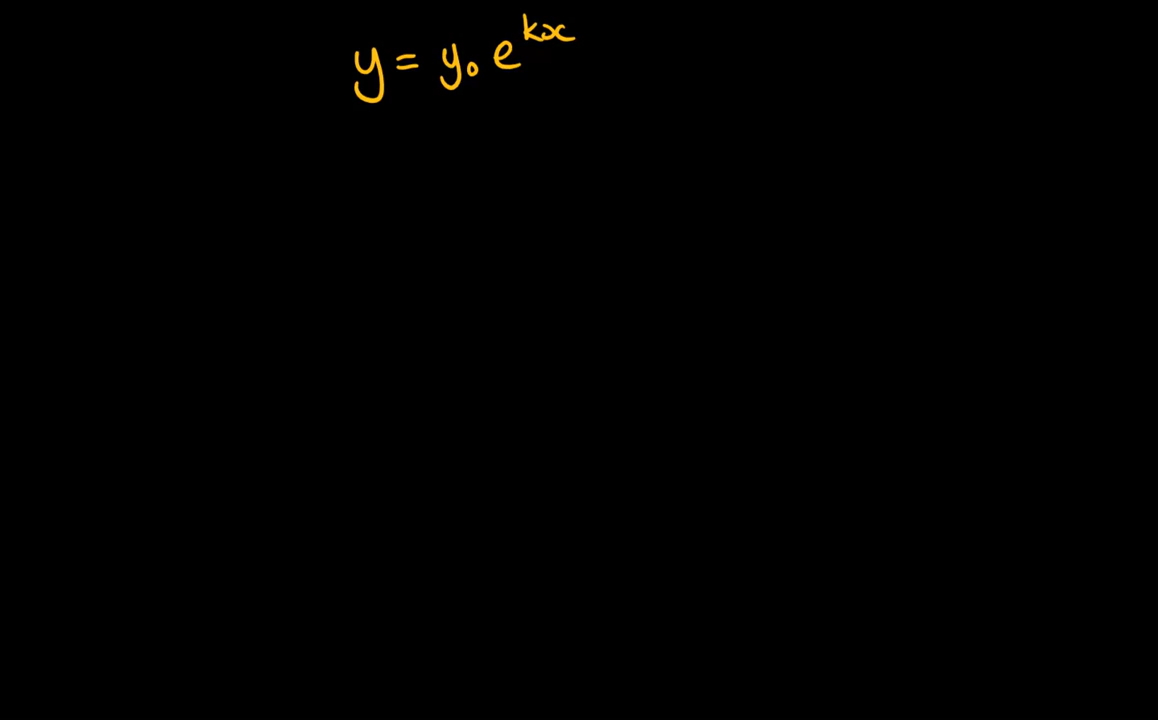 y = y₀ e^{kx}